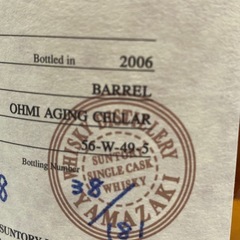 Bottled in 2006
BARREL
OHMI AGING CELLAR
56-W-49-5
Bottling Number
38/181
WHISKY DISTILLERY
SUNTORY
SINGLE CASK
WHISKY
YAMAZAKI
SUNTORY